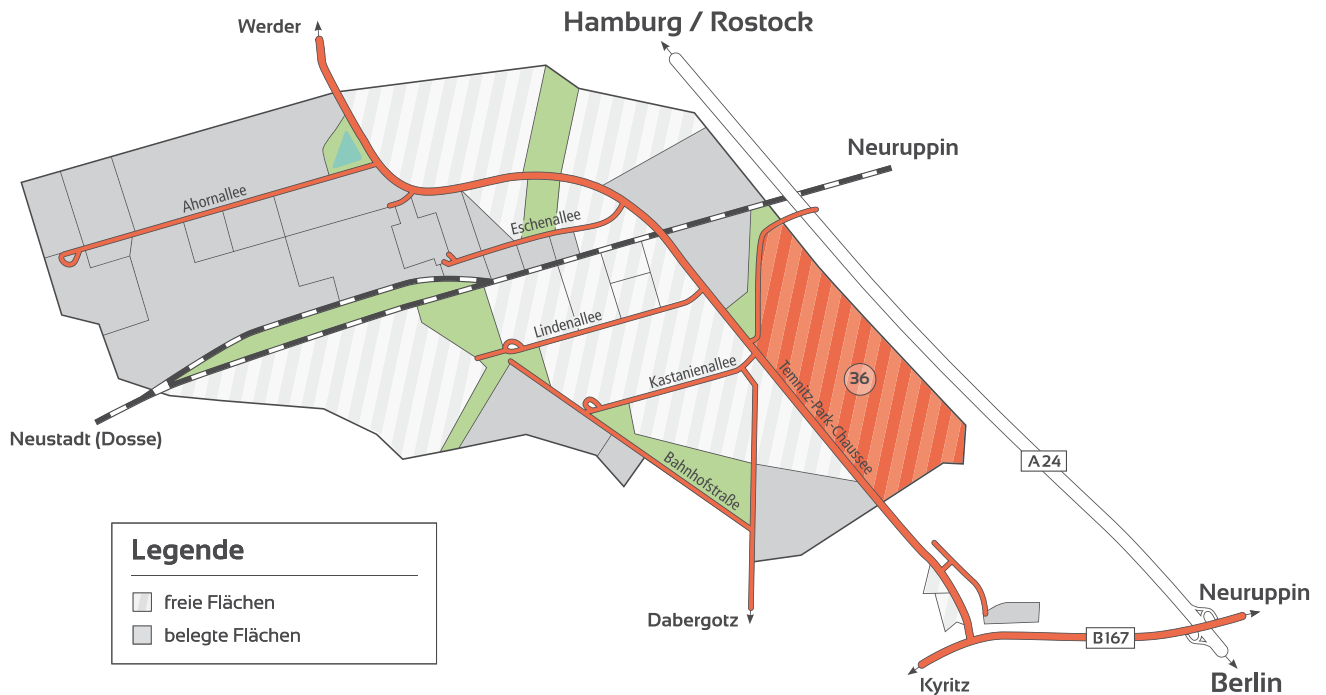 Hamburg / Rostock
Werder
Neuruppin
Ahornallee
Eschenallee
Lindenallee
Kastanienallee
Temnitz-Park-Chaussee
36
Neustadt (Dosse)
Bahnhofstraße
A24
Legende
freie Flächen
belegte Flächen
Dabergotz
Neuruppin
B167
Kyritz
Berlin